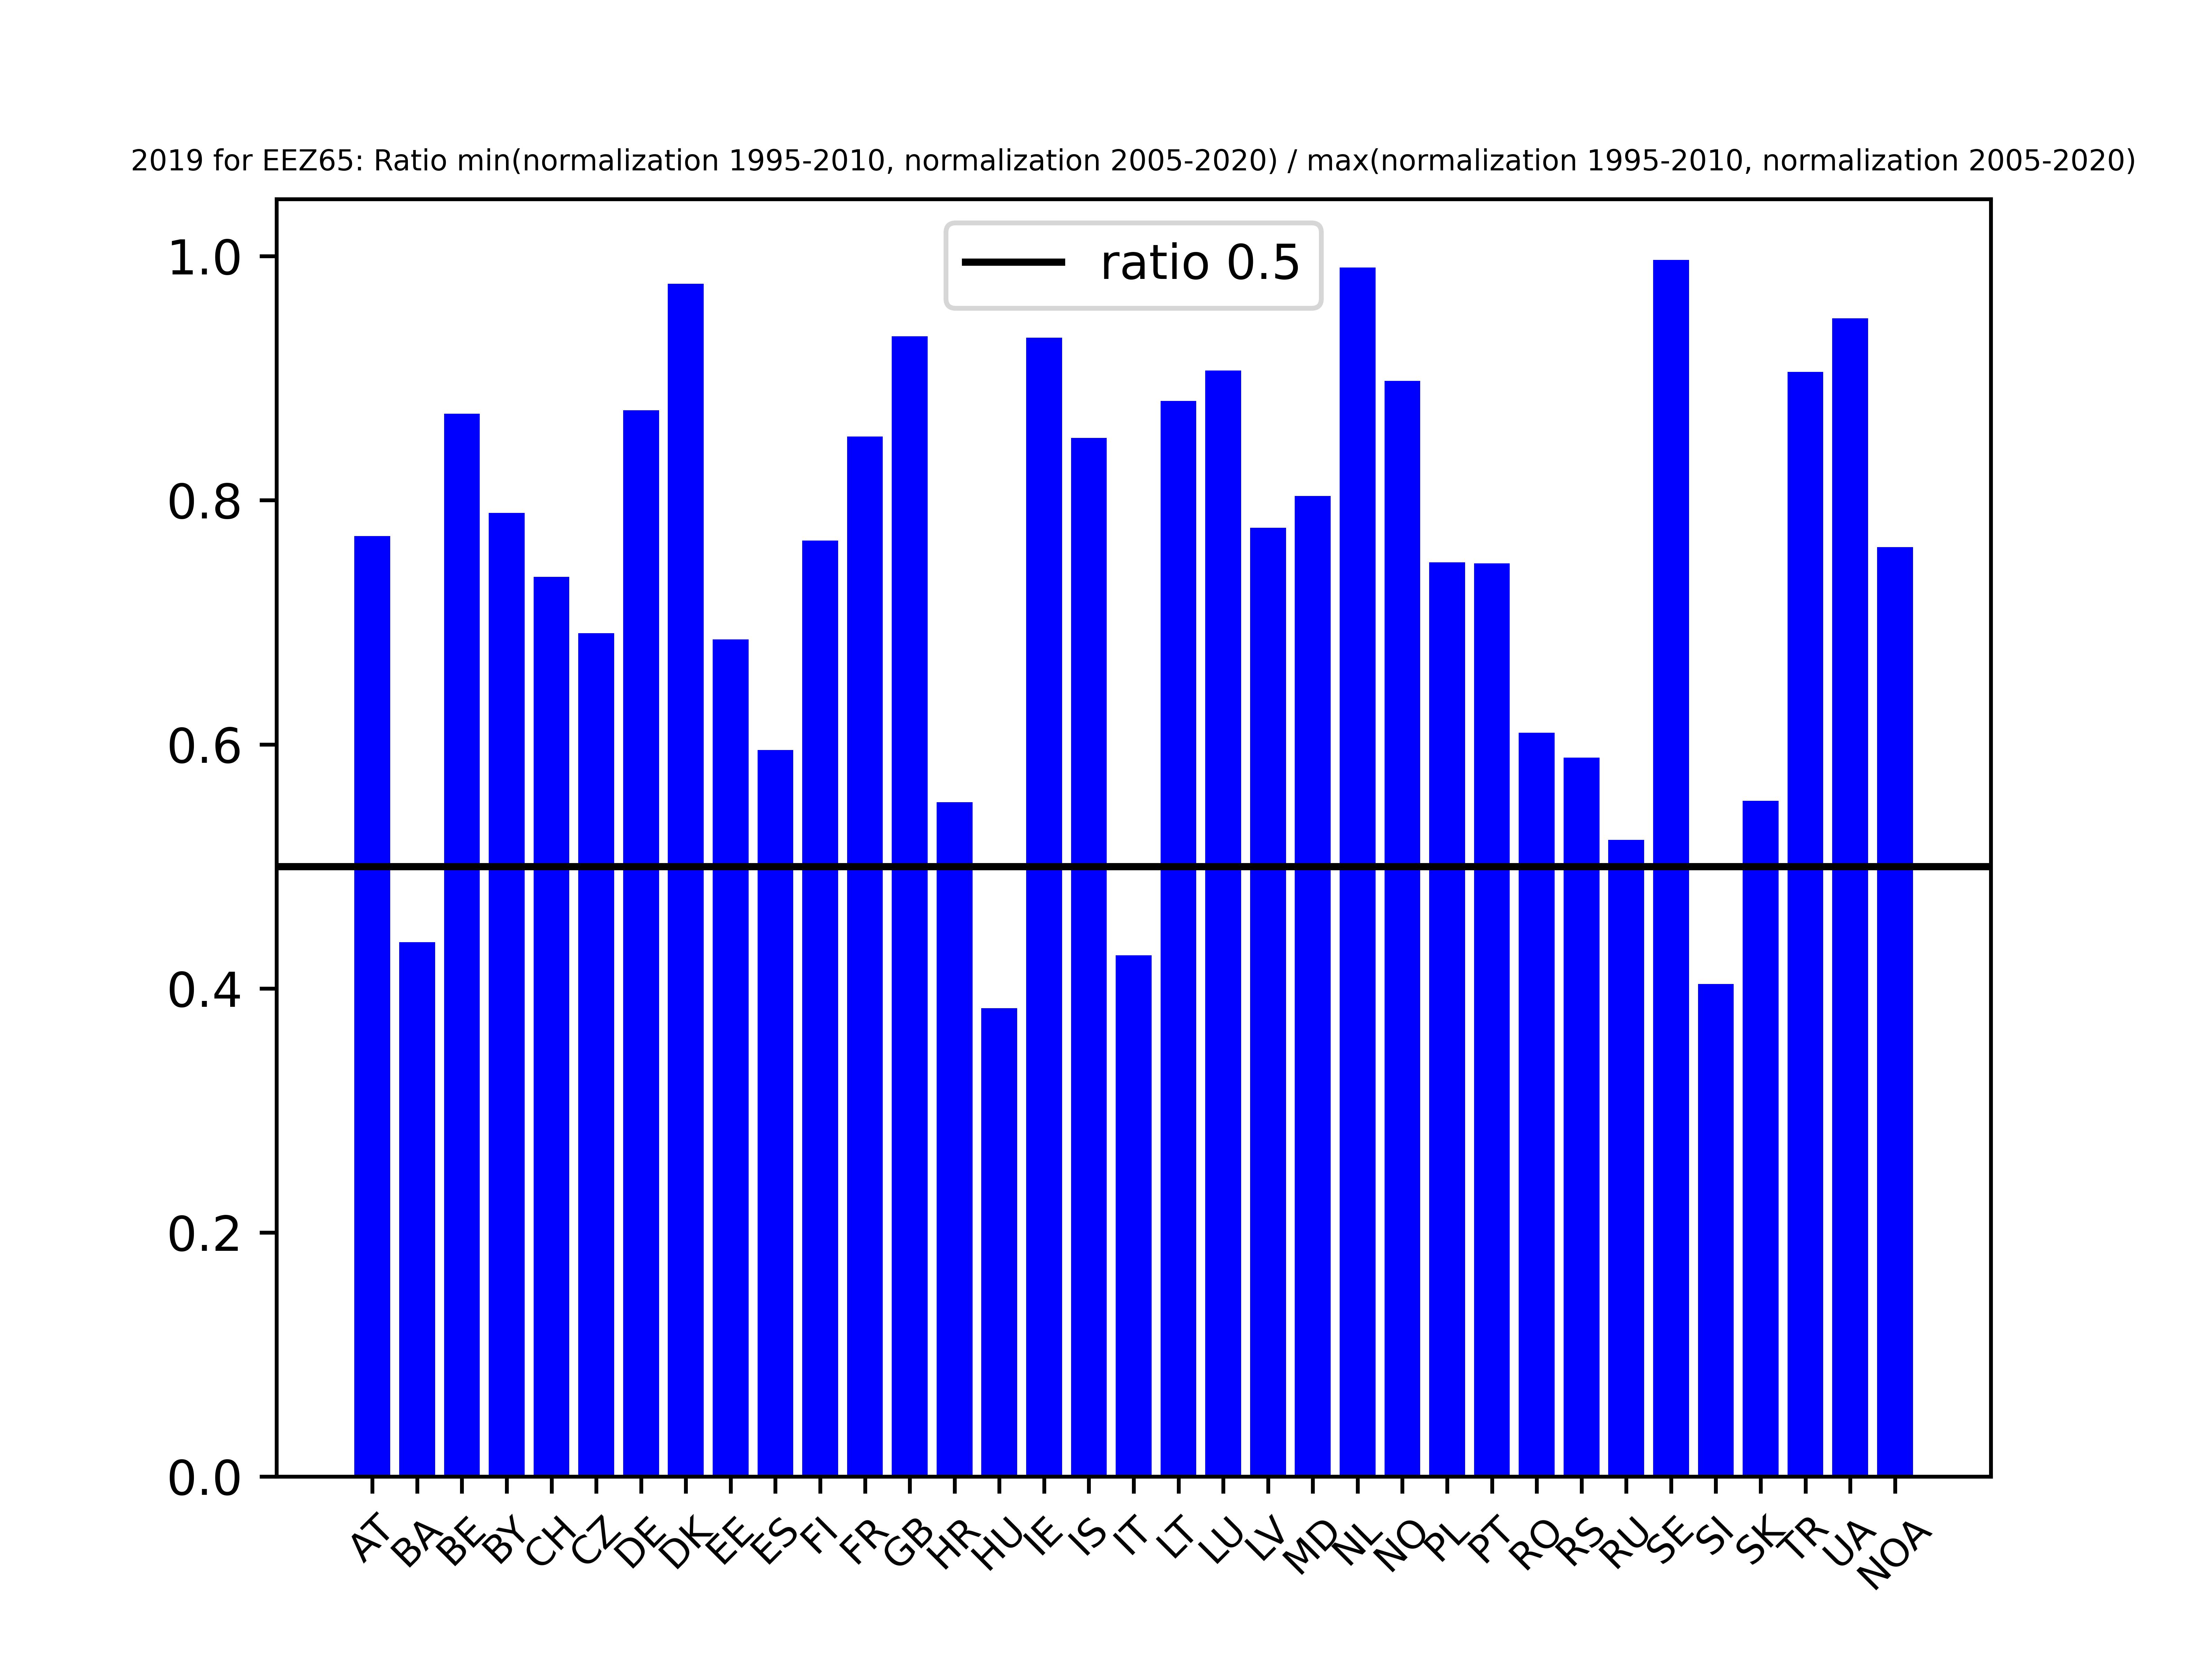 2019 for EEZ65: Ratio min(normalization 1995-2010, normalization 2005-2020) / max(normalization 1995-2010, normalization 2005-2020)
ratio 0.5
1.0
0.8
0.6
0.4
0.2
0.0
AT BA BE BY CH CZ DE DK EE ES FI FR GB HR HU IE IS IT LT LU LV MD NL NO PL PT RO RS RU SE SI SK TR UA NOA